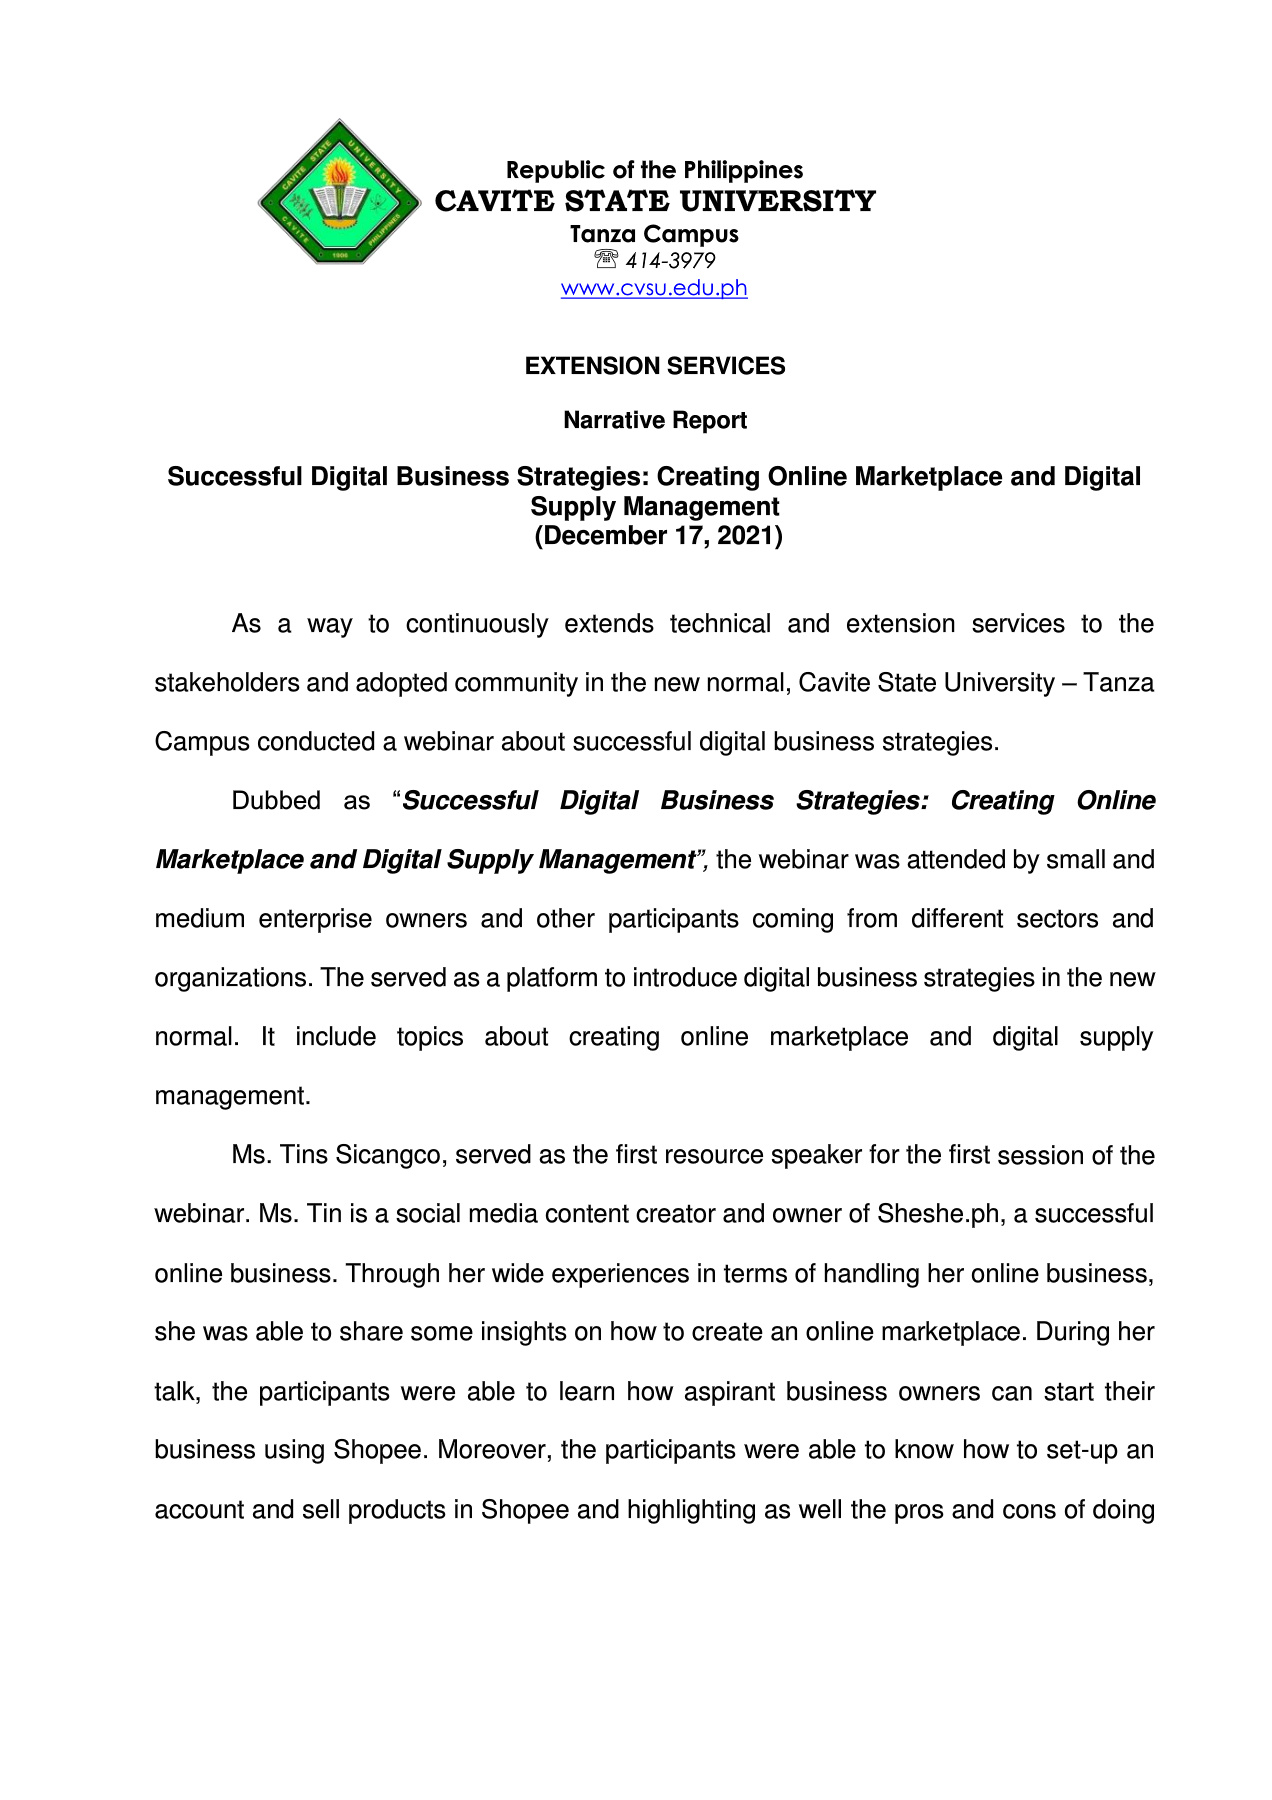 CAVITE STATE UNIVERSITY
CAVITE PHILIPPINES
1906
Republic of the Philippines
CAVITE STATE UNIVERSITY
Tanza Campus
☏ 414-3979
www.cvsu.edu.ph
EXTENSION SERVICES
Narrative Report
Successful Digital Business Strategies: Creating Online Marketplace and Digital
Supply Management
(December 17, 2021)
As a way to continuously extends technical and extension services to the
stakeholders and adopted community in the new normal, Cavite State University – Tanza
Campus conducted a webinar about successful digital business strategies.
Dubbed as “Successful Digital Business Strategies: Creating Online
Marketplace and Digital Supply Management”, the webinar was attended by small and
medium enterprise owners and other participants coming from different sectors and
organizations. The served as a platform to introduce digital business strategies in the new
normal. It include topics about creating online marketplace and digital supply
management.
Ms. Tins Sicangco, served as the first resource speaker for the first session of the
webinar. Ms. Tin is a social media content creator and owner of Sheshe.ph, a successful
online business. Through her wide experiences in terms of handling her online business,
she was able to share some insights on how to create an online marketplace. During her
talk, the participants were able to learn how aspirant business owners can start their
business using Shopee. Moreover, the participants were able to know how to set-up an
account and sell products in Shopee and highlighting as well the pros and cons of doing